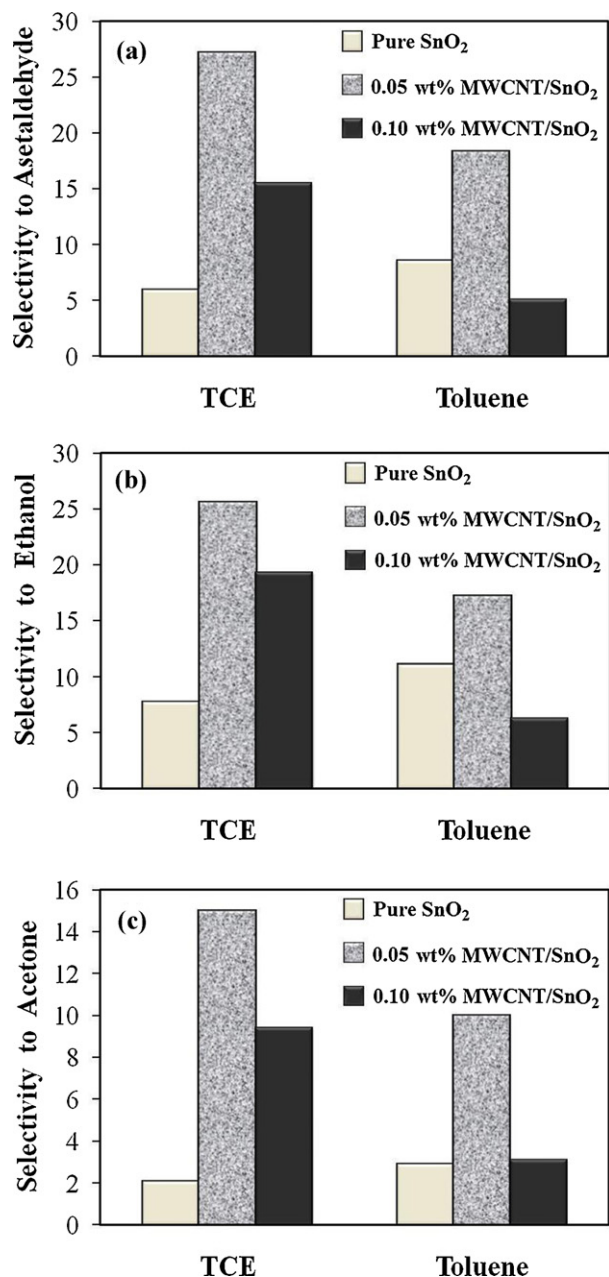 (a)
Pure SnO₂
0.05 wt% MWCNT/SnO₂
0.10 wt% MWCNT/SnO₂
Selectivity to Asetaldehyde
30
25
20
15
10
5
0
TCE Toluene
(b)
Pure SnO₂
0.05 wt% MWCNT/SnO₂
0.10 wt% MWCNT/SnO₂
Selectivity to Ethanol
30
25
20
15
10
5
0
TCE Toluene
(c)
Pure SnO₂
0.05 wt% MWCNT/SnO₂
0.10 wt% MWCNT/SnO₂
Selectivity to Acetone
16
14
12
10
8
6
4
2
0
TCE Toluene